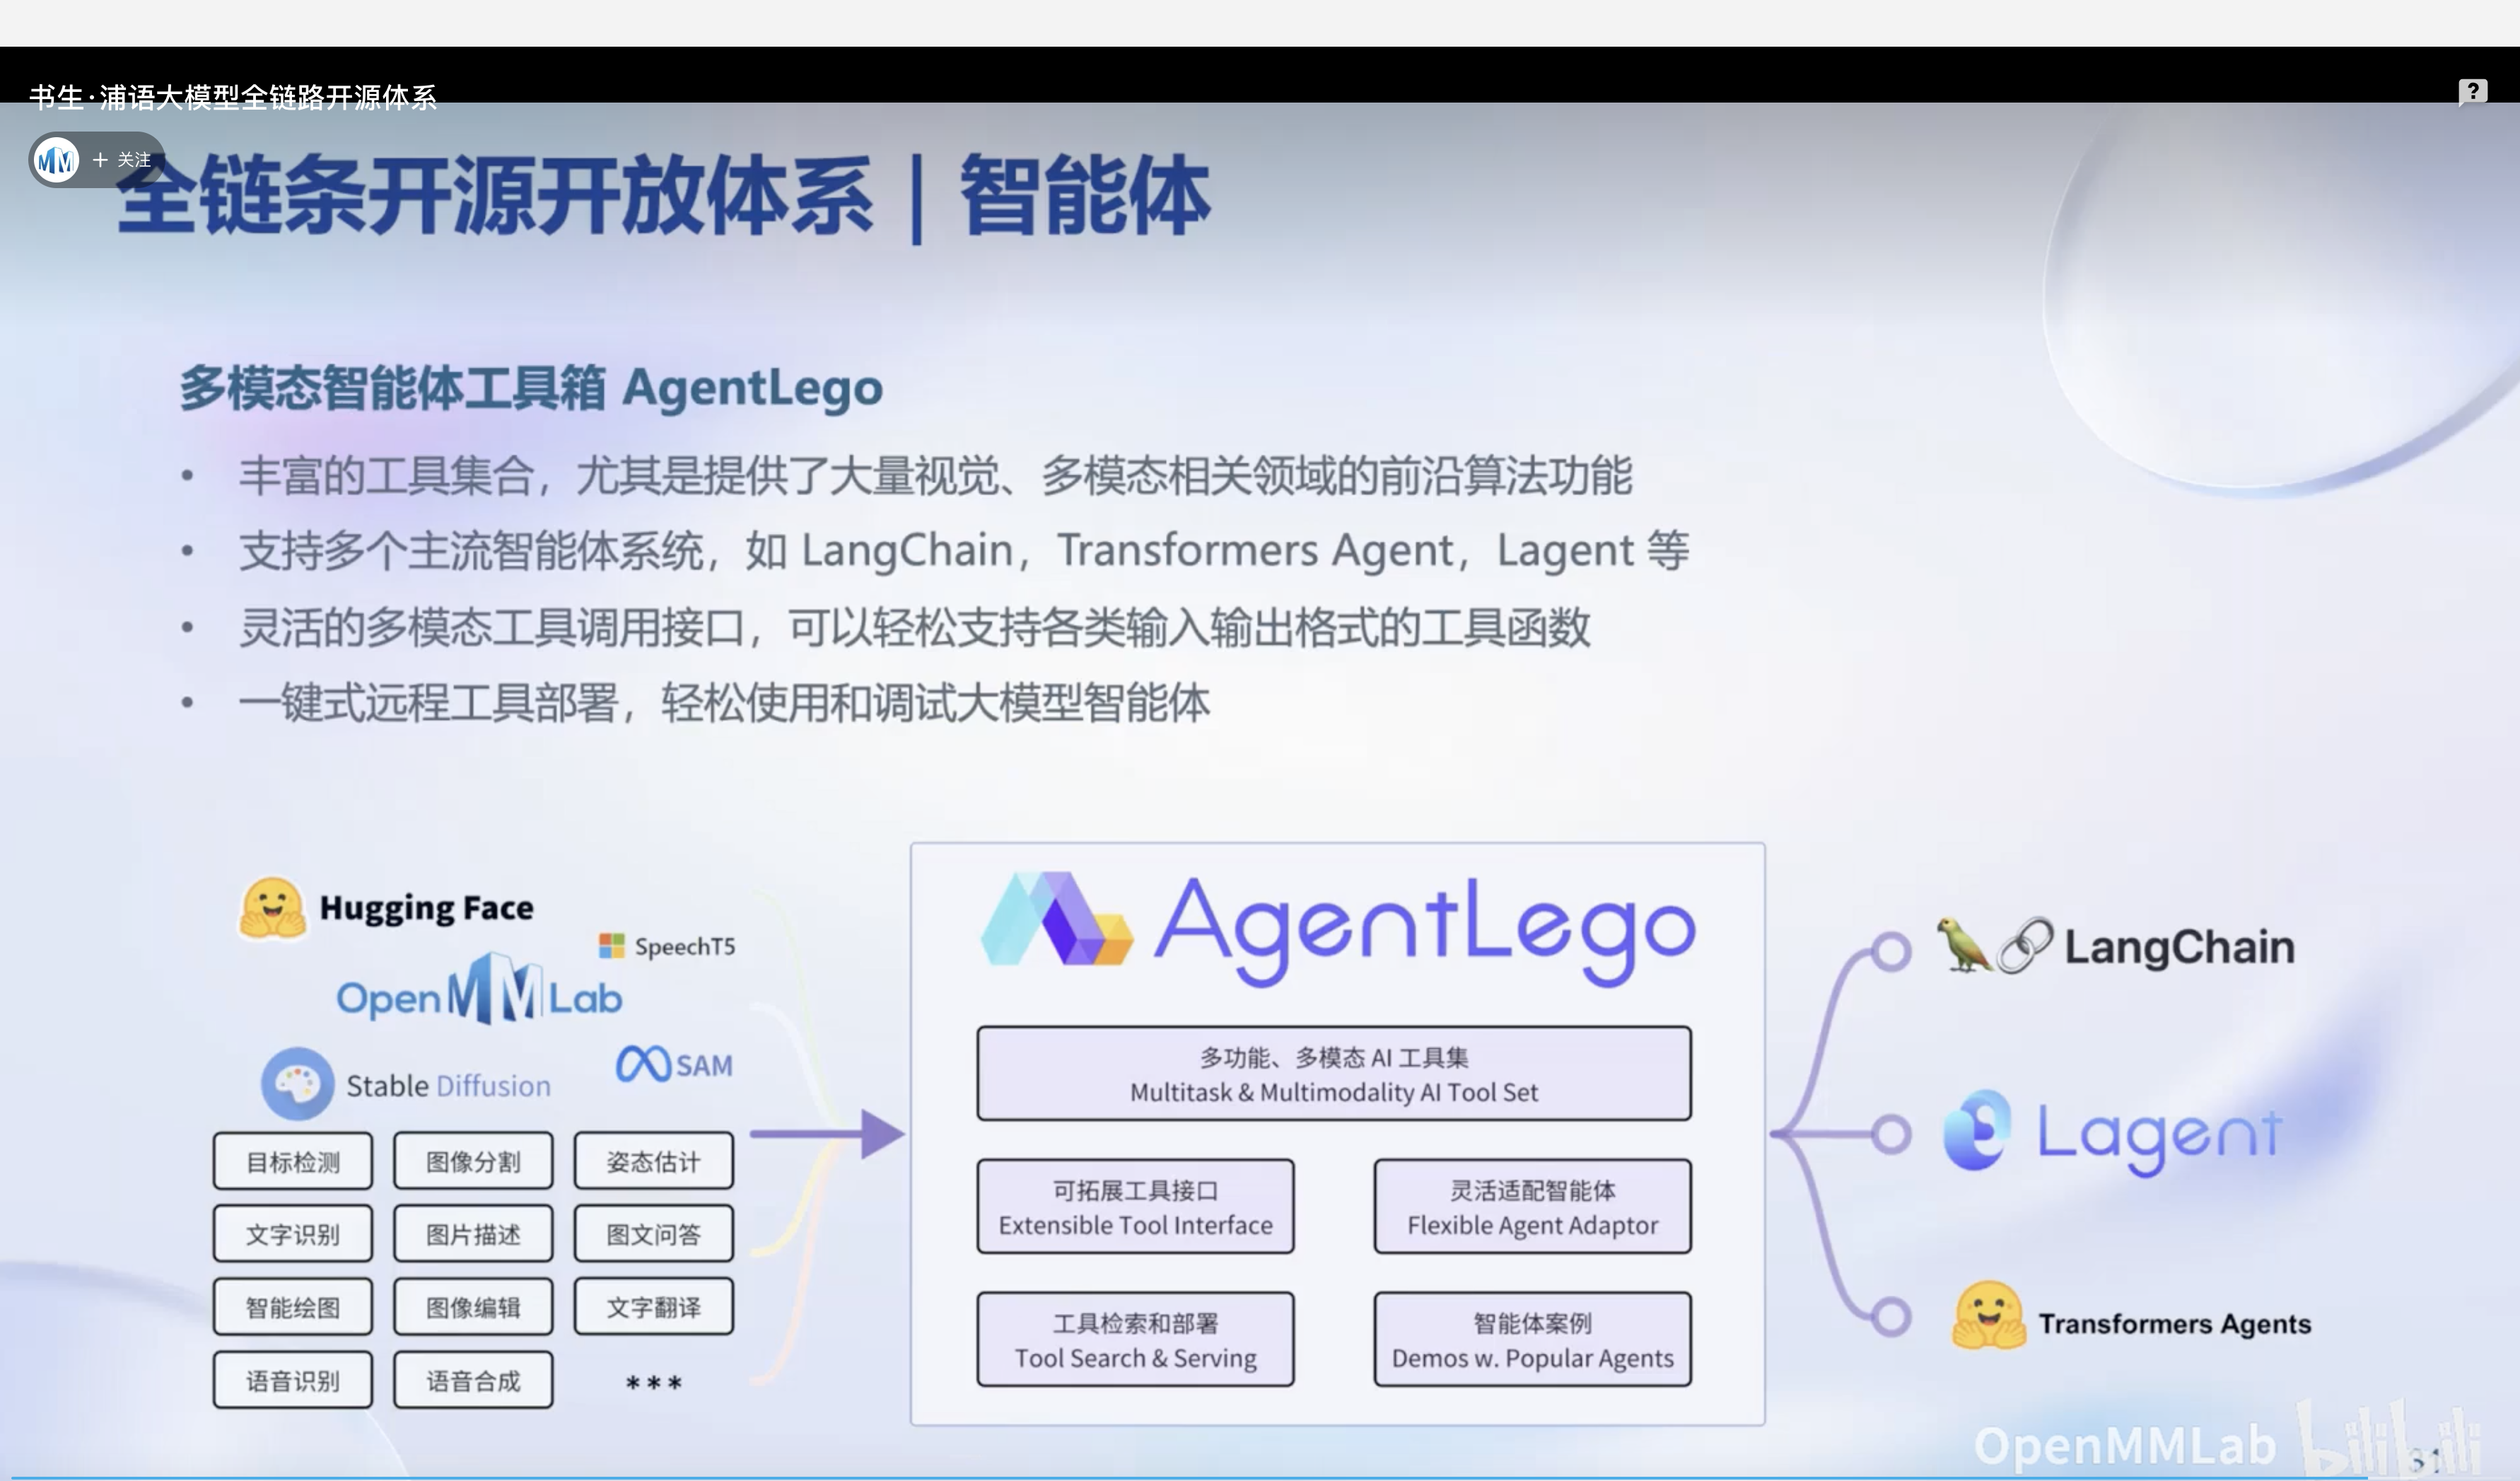 书生·浦语大模型全链路开源体系
+ 关注
全链条开源开放体系 | 智能体
多模态智能体工具箱 AgentLego
• 丰富的工具集合，尤其是提供了大量视觉、多模态相关领域的前沿算法功能
• 支持多个主流智能体系统，如 LangChain，Transformers Agent，Lagent 等
• 灵活的多模态工具调用接口，可以轻松支持各类输入输出格式的工具函数
• 一键式远程工具部署，轻松使用和调试大模型智能体
Hugging Face
SpeechT5
OpenMMLab
SAM
Stable Diffusion
目标检测 图像分割 姿态估计
文字识别 图片描述 图文问答
智能绘图 图像编辑 文字翻译
语音识别 语音合成 ***
AgentLego
多功能、多模态 AI 工具集
Multitask & Multimodality AI Tool Set
可拓展工具接口
Extensible Tool Interface
灵活适配智能体
Flexible Agent Adaptor
工具检索和部署
Tool Search & Serving
智能体案例
Demos w. Popular Agents
LangChain
Lagent
Transformers Agents
OpenMMLab bilibili
31